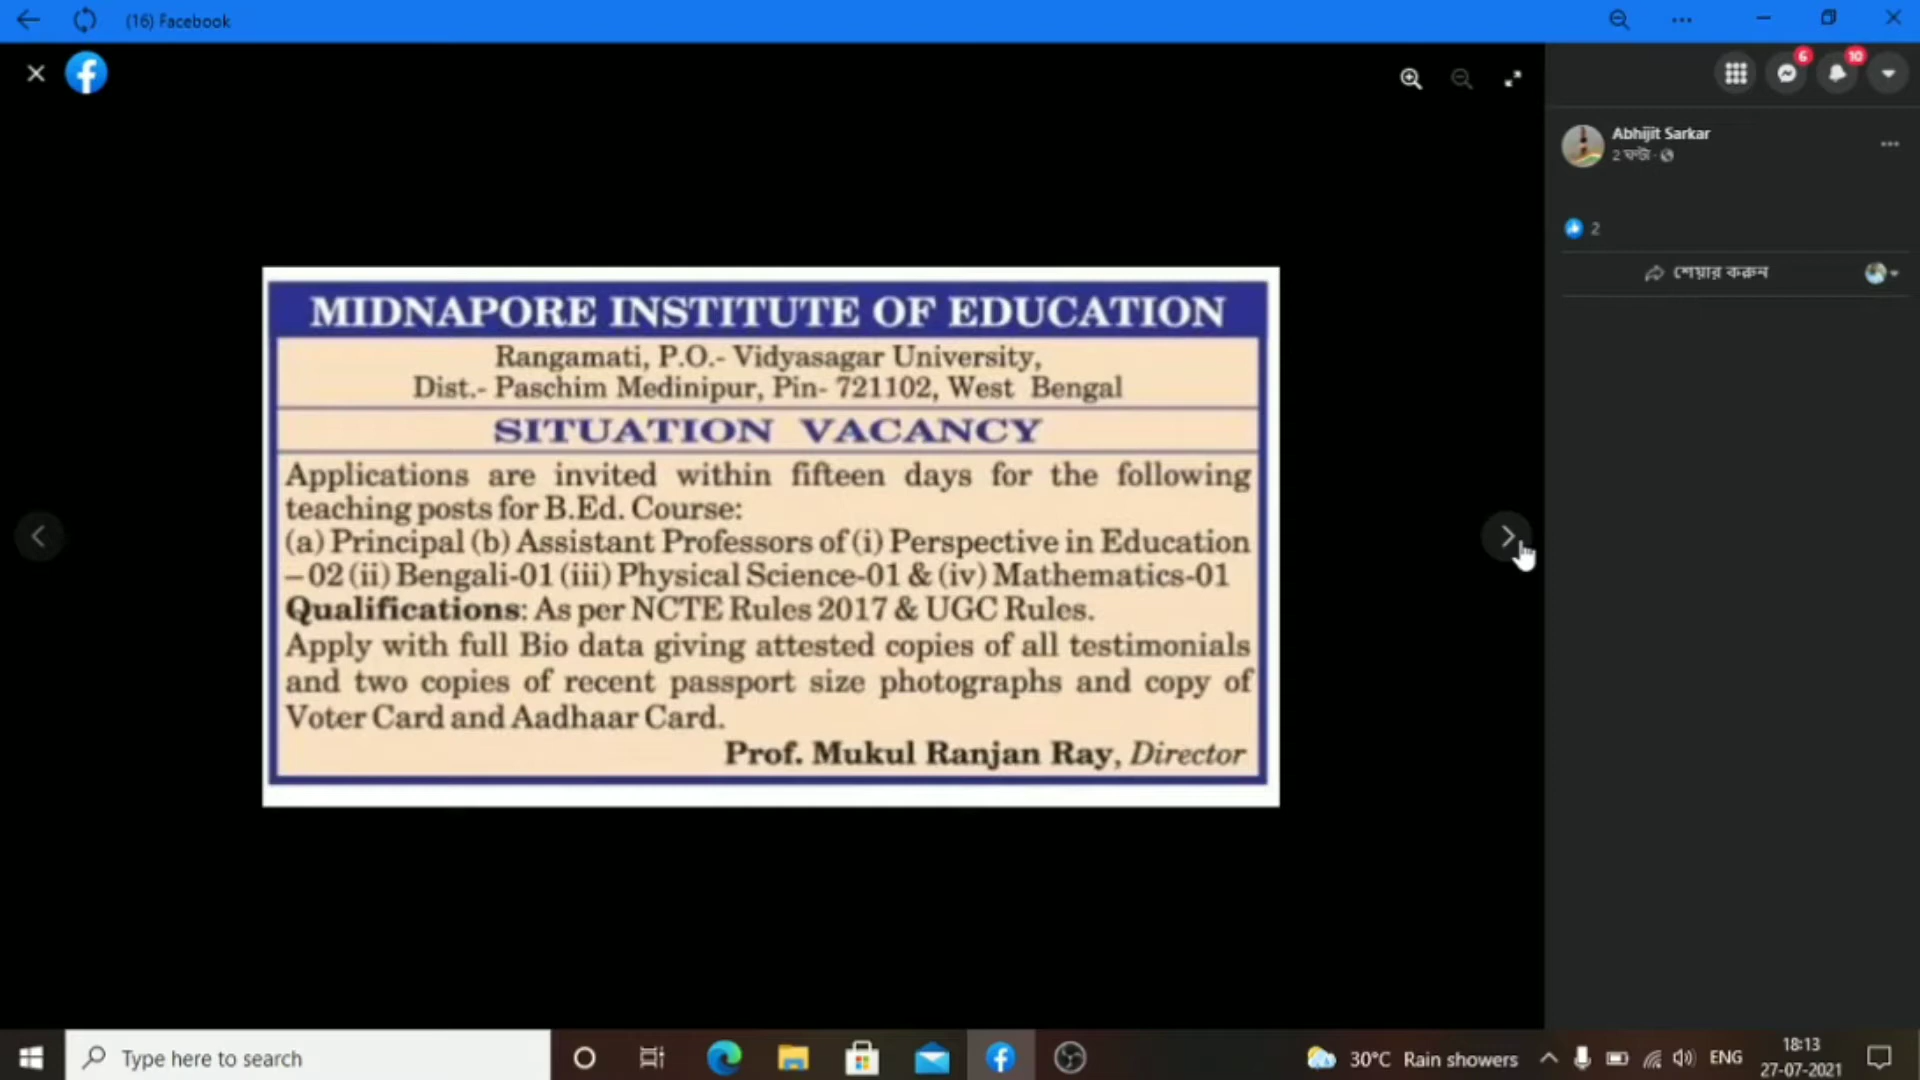 (16) Facebook
6
10
Abhijit Sarkar
2 ঘণ্টা
2
শেয়ার করুন
MIDNAPORE INSTITUTE OF EDUCATION
Rangamati, P.O.- Vidyasagar University,
Dist.- Paschim Medinipur, Pin- 721102, West Bengal
SITUATION VACANCY
Applications are invited within fifteen days for the following
teaching posts for B.Ed. Course:
(a) Principal (b) Assistant Professors of (i) Perspective in Education
– 02 (ii) Bengali-01 (iii) Physical Science-01 & (iv) Mathematics-01
Qualifications: As per NCTE Rules 2017 & UGC Rules.
Apply with full Bio data giving attested copies of all testimonials
and two copies of recent passport size photographs and copy of
Voter Card and Aadhaar Card.
Prof. Mukul Ranjan Ray, Director
Type here to search
30°C Rain showers
ENG
18:13
27-07-2021